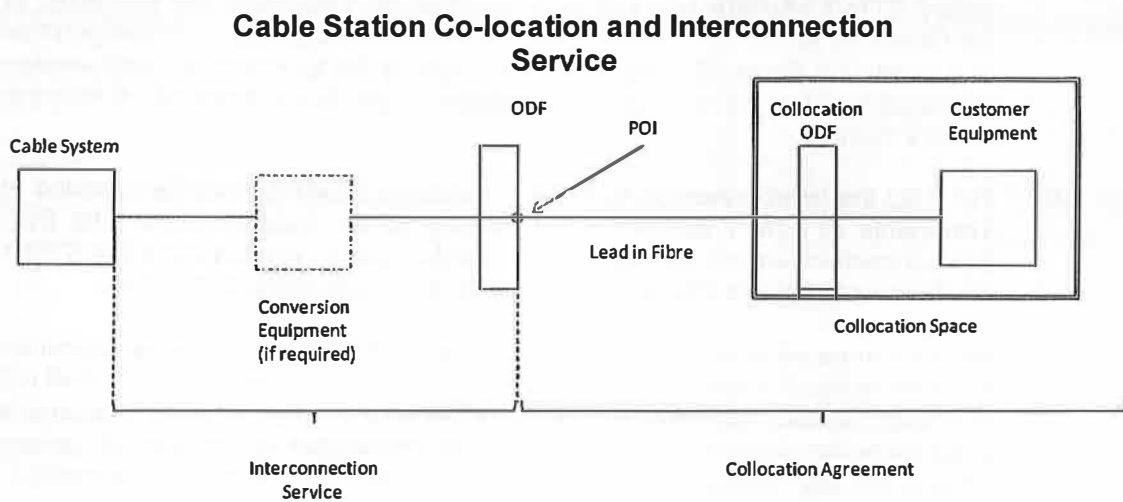 Cable Station Co-location and Interconnection
Service
ODF
POI
Collocation
ODF
Customer
Equipment
Cable System
Lead in Fibre
Conversion
Equipment
(if required)
Collocation Space
Interconnection
Service
Collocation Agreement